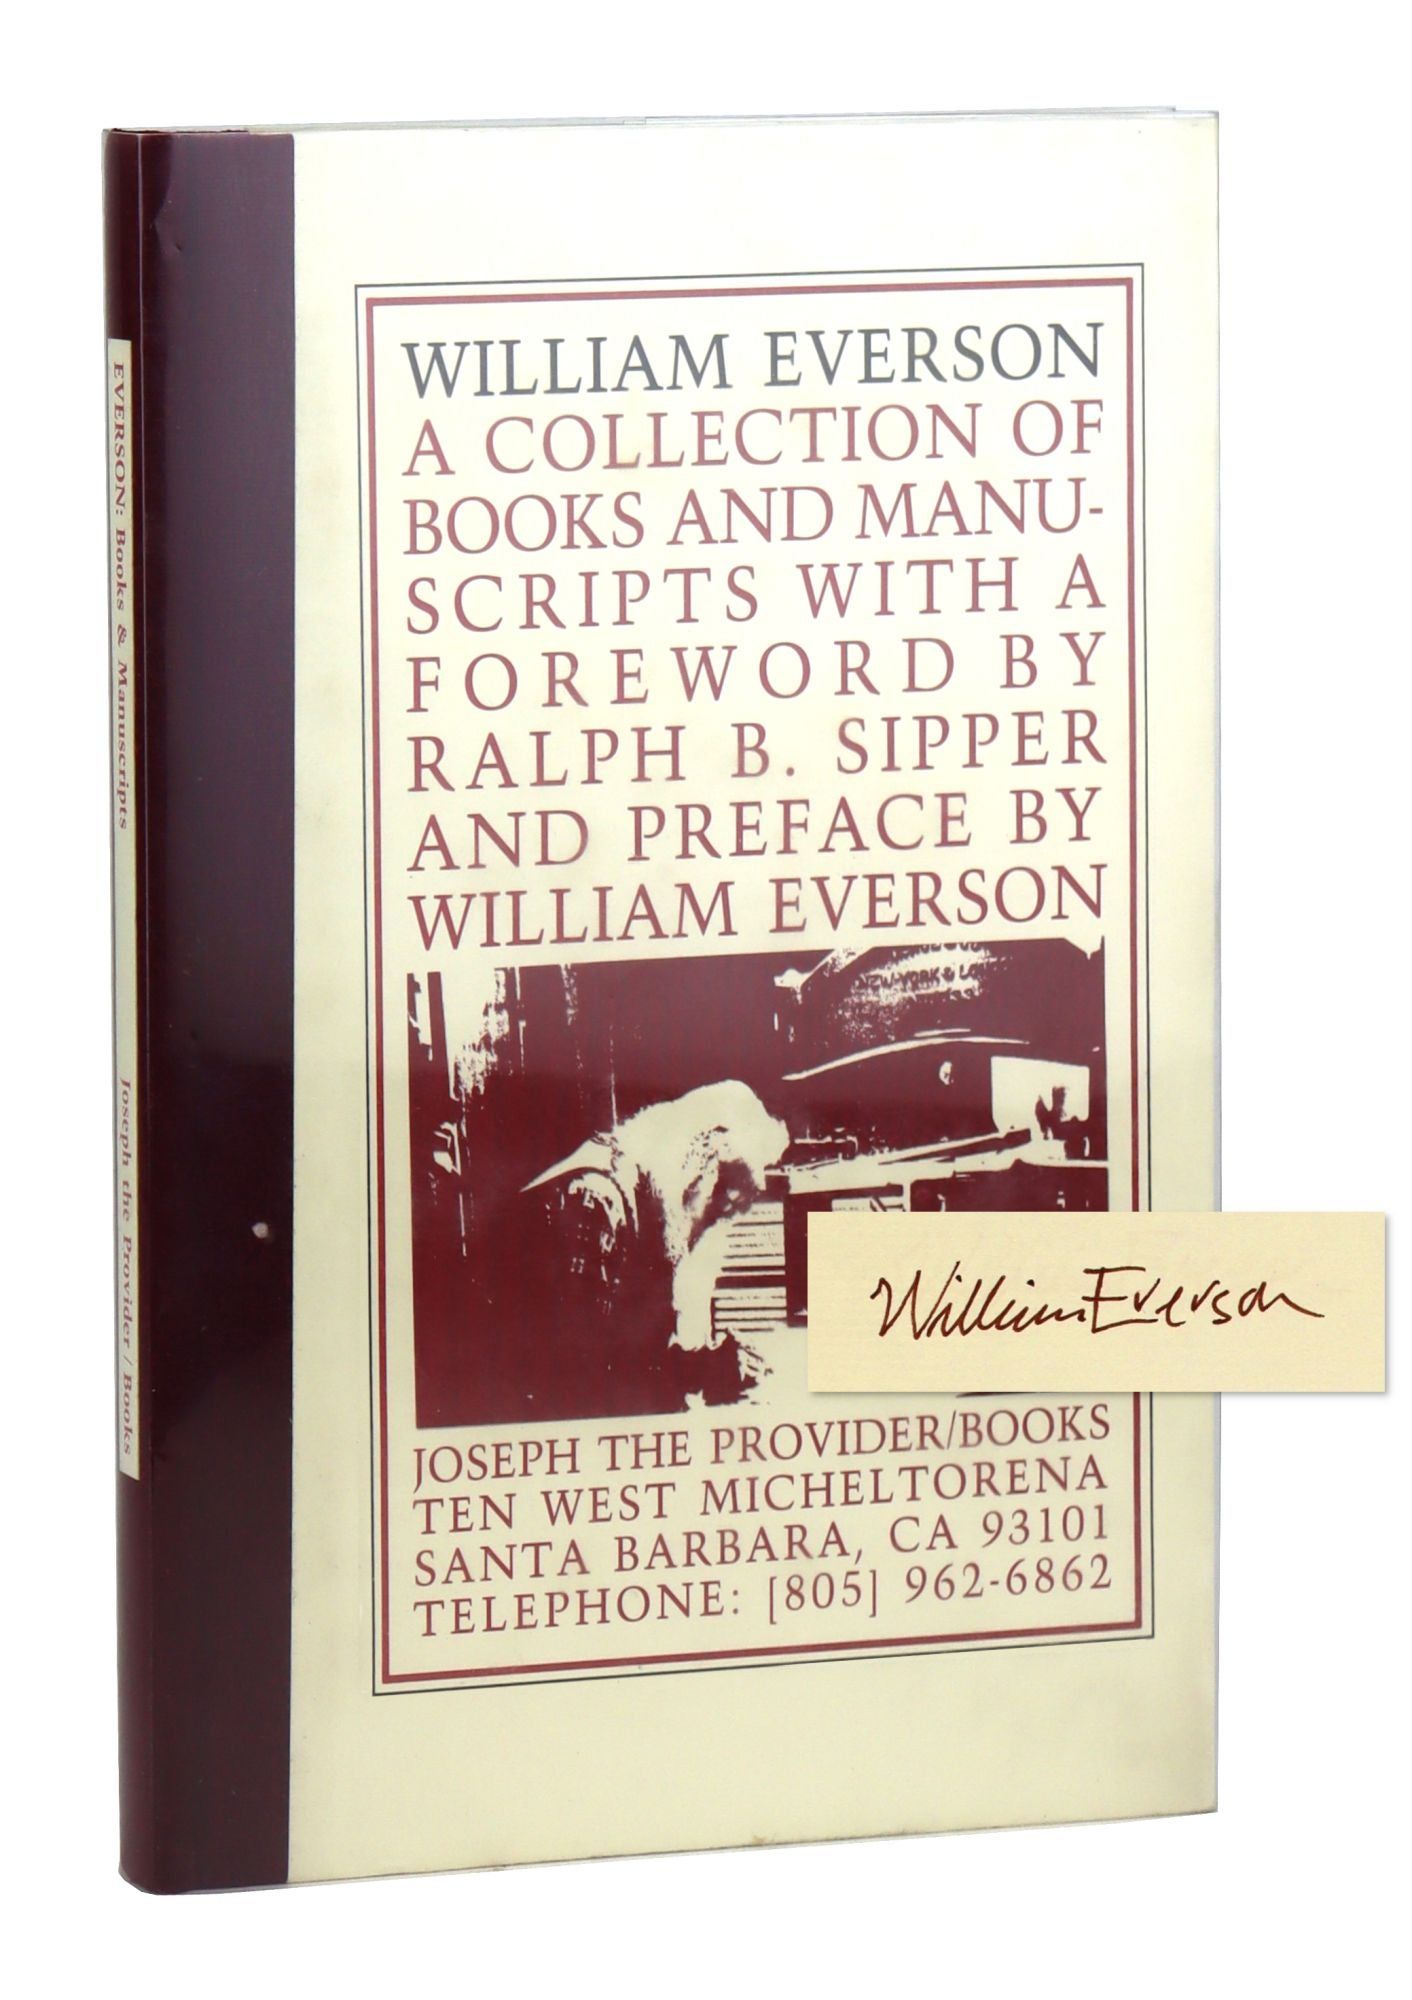 EVERSON: Books & Manuscripts Joseph the Provider / Books
WILLIAM EVERSON
A COLLECTION OF
BOOKS AND MANU-
SCRIPTS WITH A
FOREWORD BY
RALPH B. SIPPER
AND PREFACE BY
WILLIAM EVERSON
NEW-YORK &
William Everson
JOSEPH THE PROVIDER/BOOKS
TEN WEST MICHELTORENA
SANTA BARBARA, CA 93101
TELEPHONE: [805] 962-6862